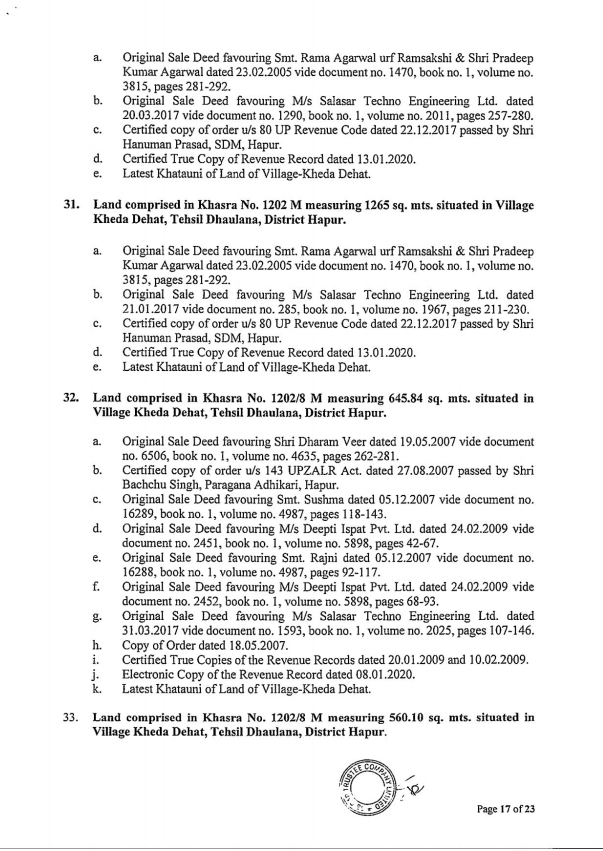 a. Original Sale Deed favouring Smt. Rama Agarwal urf Ramsakshi & Shri Pradeep
Kumar Agarwal dated 23.02.2005 vide document no. 1470, book no. 1, volume no.
3815, pages 281-292.
b. Original Sale Deed favouring M/s Salasar Techno Engineering Ltd. dated
20.03.2017 vide document no. 1290, book no. 1, volume no. 2011, pages 257-280.
c. Certified copy of order u/s 80 UP Revenue Code dated 22.12.2017 passed by Shri
Hanuman Prasad, SDM, Hapur.
d. Certified True Copy of Revenue Record dated 13.01.2020.
e. Latest Khatauni of Land of Village-Kheda Dehat.
31. Land comprised in Khasra No. 1202 M measuring 1265 sq. mts. situated in Village
Kheda Dehat, Tehsil Dhaulana, District Hapur.
a. Original Sale Deed favouring Smt. Rama Agarwal urf Ramsakshi & Shri Pradeep
Kumar Agarwal dated 23.02.2005 vide document no. 1470, book no. 1, volume no.
3815, pages 281-292.
b. Original Sale Deed favouring M/s Salasar Techno Engineering Ltd. dated
21.01.2017 vide document no. 285, book no. 1, volume no. 1967, pages 211-230.
c. Certified copy of order u/s 80 UP Revenue Code dated 22.12.2017 passed by Shri
Hanuman Prasad, SDM, Hapur.
d. Certified True Copy of Revenue Record dated 13.01.2020.
e. Latest Khatauni of Land of Village-Kheda Dehat.
32. Land comprised in Khasra No. 1202/8 M measuring 645.84 sq. mts. situated in
Village Kheda Dehat, Tehsil Dhaulana, District Hapur.
a. Original Sale Deed favouring Shri Dharam Veer dated 19.05.2007 vide document
no. 6506, book no. 1, volume no. 4635, pages 262-281.
b. Certified copy of order u/s 143 UPZALR Act. dated 27.08.2007 passed by Shri
Bachchu Singh, Paragana Adhikari, Hapur.
c. Original Sale Deed favouring Smt. Sushma dated 05.12.2007 vide document no.
16289, book no. 1, volume no. 4987, pages 118-143.
d. Original Sale Deed favouring M/s Deepti Ispat Pvt. Ltd. dated 24.02.2009 vide
document no. 2451, book no. 1, volume no. 5898, pages 42-67.
e. Original Sale Deed favouring Smt. Rajni dated 05.12.2007 vide document no.
16288, book no. 1, volume no. 4987, pages 92-117.
f. Original Sale Deed favouring M/s Deepti Ispat Pvt. Ltd. dated 24.02.2009 vide
document no. 2452, book no. 1, volume no. 5898, pages 68-93.
g. Original Sale Deed favouring M/s Salasar Techno Engineering Ltd. dated
31.03.2017 vide document no. 1593, book no. 1, volume no. 2025, pages 107-146.
h. Copy of Order dated 18.05.2007.
i. Certified True Copies of the Revenue Records dated 20.01.2009 and 10.02.2009.
j. Electronic Copy of the Revenue Record dated 08.01.2020.
k. Latest Khatauni of Land of Village-Kheda Dehat.
33. Land comprised in Khasra No. 1202/8 M measuring 560.10 sq. mts. situated in
Village Kheda Dehat, Tehsil Dhaulana, District Hapur.
TRUSTEE COMPANY LIMITED
Page 17 of 23